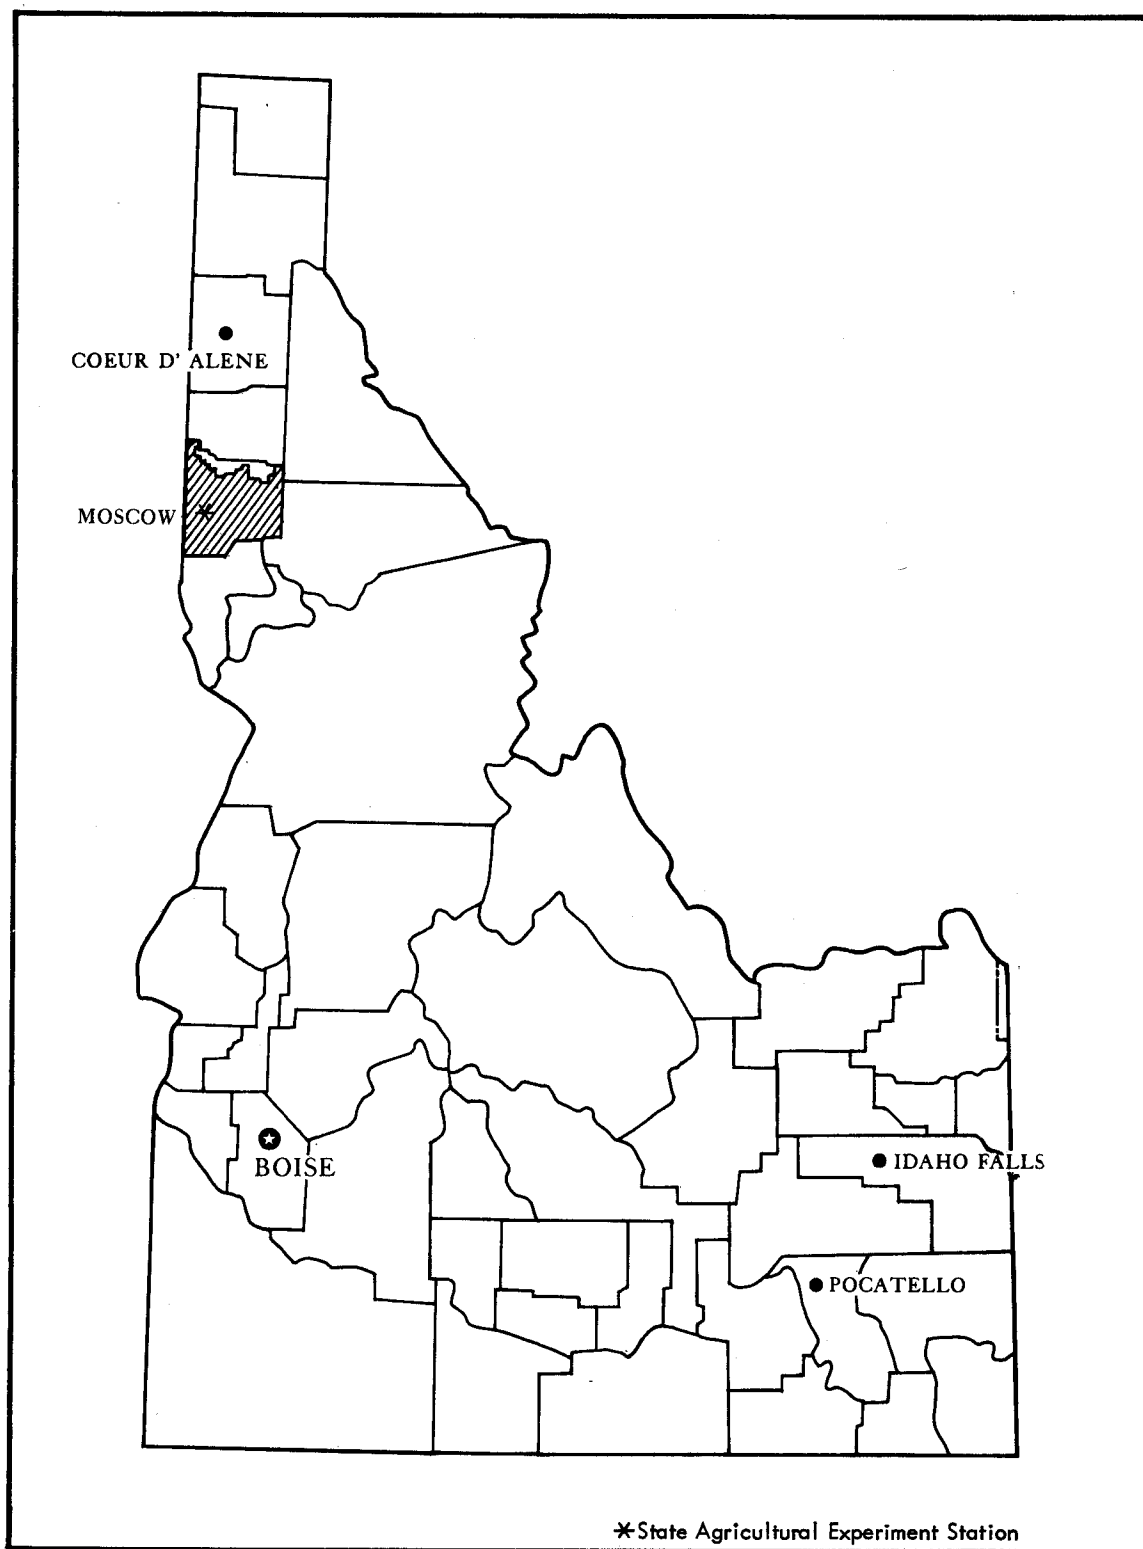 COEUR D' ALENE
MOSCOW
BOISE
IDAHO FALLS
POCATELLO
*State Agricultural Experiment Station